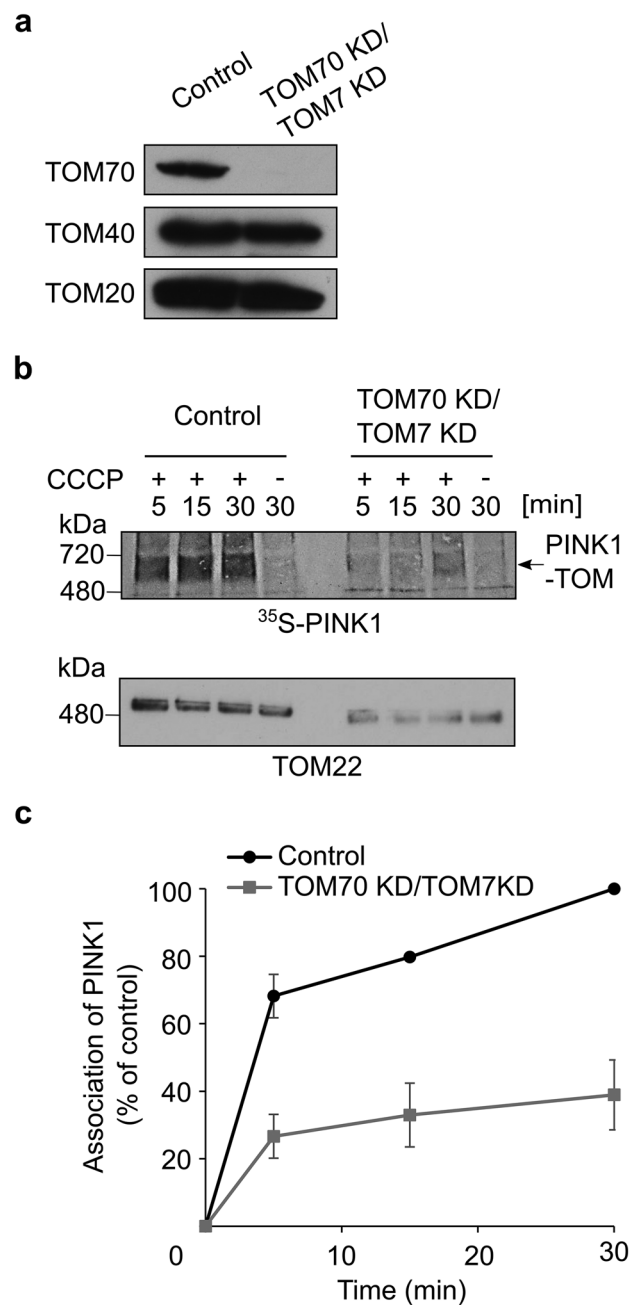 a
Control
TOM70 KD/
TOM7 KD
TOM70
TOM40
TOM20
b
Control
TOM70 KD/
TOM7 KD
CCCP + + + - + + + -
5 15 30 30 5 15 30 30 [min]
kDa
720
480
PINK1
-TOM
³⁵S-PINK1
kDa
480
TOM22
c
Control
TOM70 KD/TOM7KD
100
80
60
40
20
0 10 20 30
Association of PINK1
(% of control)
Time (min)